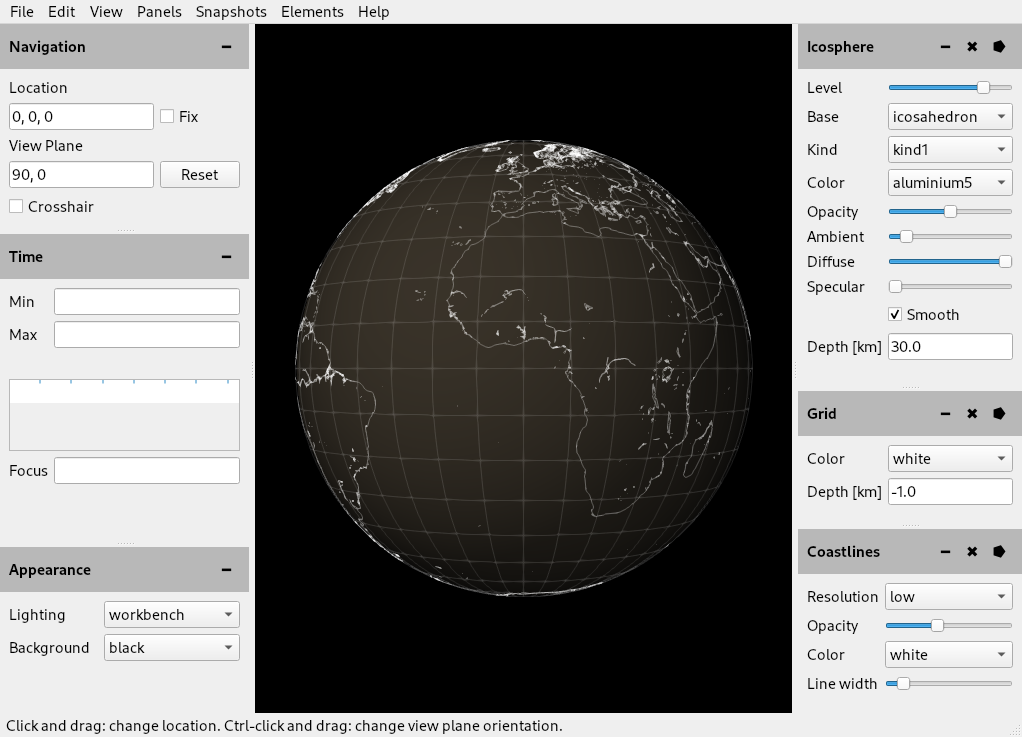 File Edit View Panels Snapshots Elements Help
Navigation
Location
0, 0, 0 Fix
View Plane
90, 0 Reset
Crosshair
Time
Min
Max
Focus
Appearance
Lighting workbench
Background black
Icosphere
Level
Base icosahedron
Kind kind1
Color aluminium5
Opacity
Ambient
Diffuse
Specular
Smooth
Depth [km] 30.0
Grid
Color white
Depth [km] -1.0
Coastlines
Resolution low
Opacity
Color white
Line width
Click and drag: change location. Ctrl-click and drag: change view plane orientation.